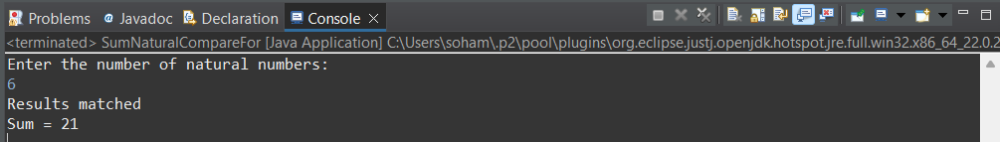 Problems Javadoc Declaration Console
<terminated> SumNaturalCompareFor [Java Application] C:\Users\soham\.p2\pool\plugins\org.eclipse.justj.openjdk.hotspot.jre.full.win32.x86_64_22.0.2
Enter the number of natural numbers:
6
Results matched
Sum = 21